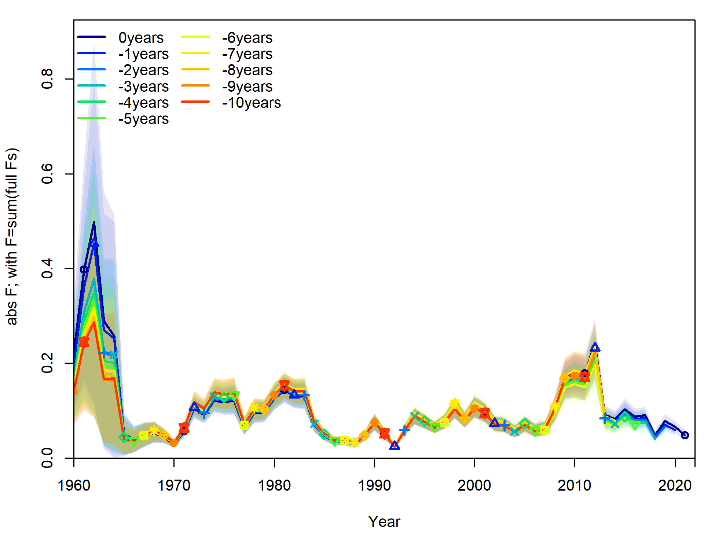 0years -6years
-1years -7years
-2years -8years
-3years -9years
-4years -10years
-5years
abs F; with F=sum(full Fs)
0.8
0.6
0.4
0.2
0.0
1960 1970 1980 1990 2000 2010 2020
Year